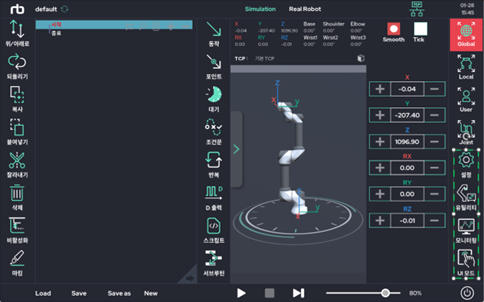 rb default Simulation Real Robot 01-28
15:45
위/아래로
되돌리기
복사
붙여넣기
잘라내기
삭제
비활성화
마킹
시작
종료
동작
포인트
대기
조건문
반복
D 출력
스크립트
서브루틴
X Y Z Base Shoulder Elbow
-0.04 -207.40 1096.90 0.00° 0.00° 0.00°
RX RY RZ Wrist1 Wrist2 Wrist3
0.00 0.00 -0.01 0.00° 0.00° 0.00°
Smooth Tick
TCP : 기본 TCP
Z
X
y
Z
y
X
+ -0.04 −
Y
+ -207.40 −
Z
+ 1096.90 −
RX
+ 0.00 −
RY
+ 0.00 −
RZ
+ -0.01 −
Global
Local
User
Joint
설정
유틸리티
모니터링
UI 모드
Load Save Save as New 80%